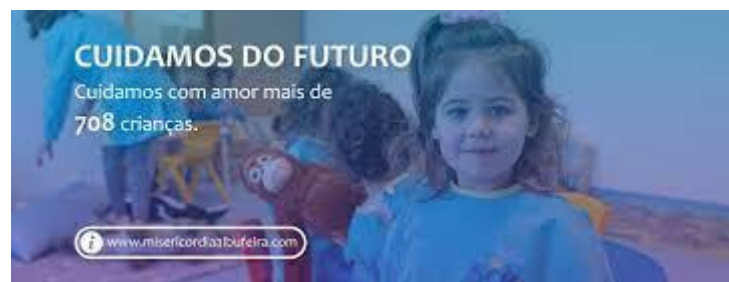 CUIDAMOS DO FUTURO
Cuidamos com amor mais de
708 crianças.
i www.misericordiaalbufeira.com